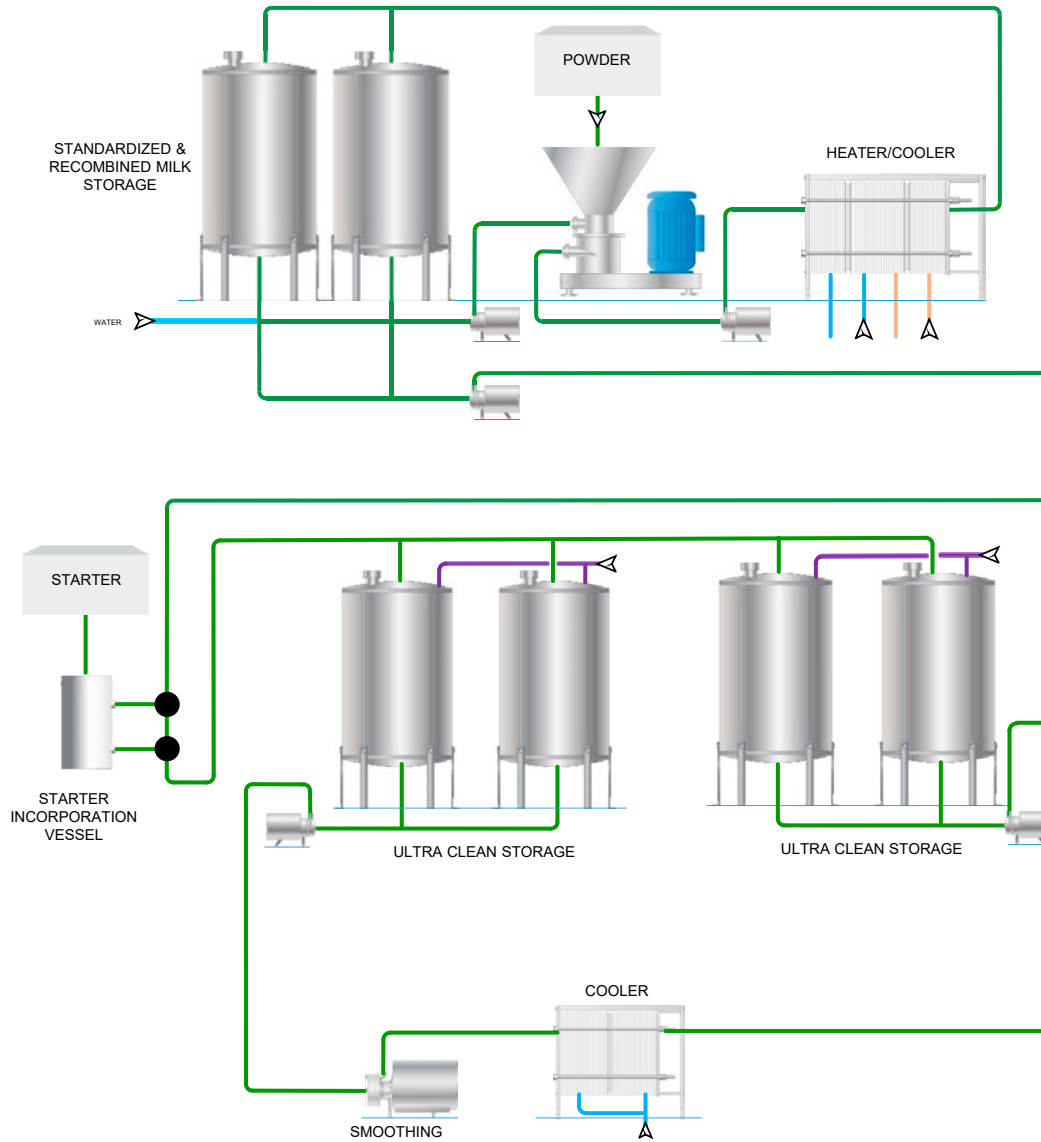 POWDER
STANDARDIZED &
RECOMBINED MILK
STORAGE
HEATER/COOLER
WATER
STARTER
STARTER
INCORPORATION
VESSEL
ULTRA CLEAN STORAGE
ULTRA CLEAN STORAGE
COOLER
SMOOTHING